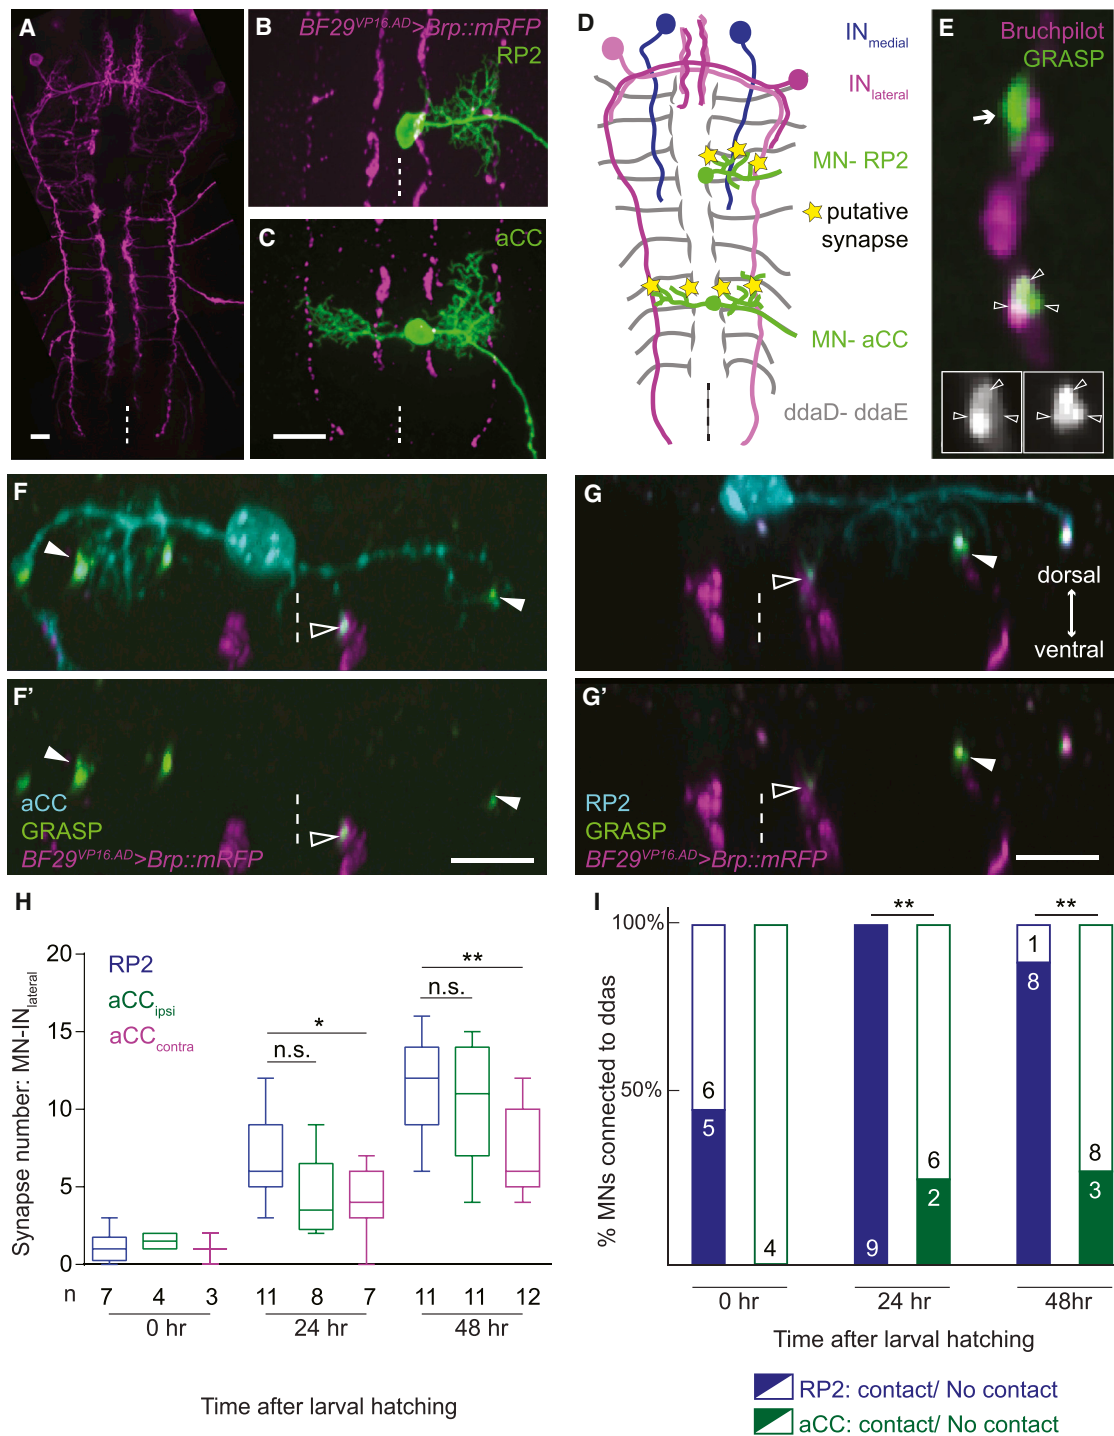 A
B
BF29VP16.AD>Brp::mRFP
RP2
C
aCC
D
INmedial
INlateral
MN- RP2
putative
synapse
MN- aCC
ddaD- ddaE
E
Bruchpilot
GRASP
F
G
dorsal
ventral
F'
aCC
GRASP
BF29VP16.AD>Brp::mRFP
G'
RP2
GRASP
BF29VP16.AD>Brp::mRFP
H
Synapse number: MN-INlateral
20
15
10
5
0
RP2
aCCipsi
aCCcontra
n.s.
*
n.s.
**
n 7 4 3 11 8 7 11 11 12
0 hr 24 hr 48 hr
Time after larval hatching
I
% MNs connected to ddas
100%
50%
** **
6 5 4
9 6 2
1 8 8 3
0 hr 24 hr 48hr
Time after larval hatching
RP2: contact/ No contact
aCC: contact/ No contact